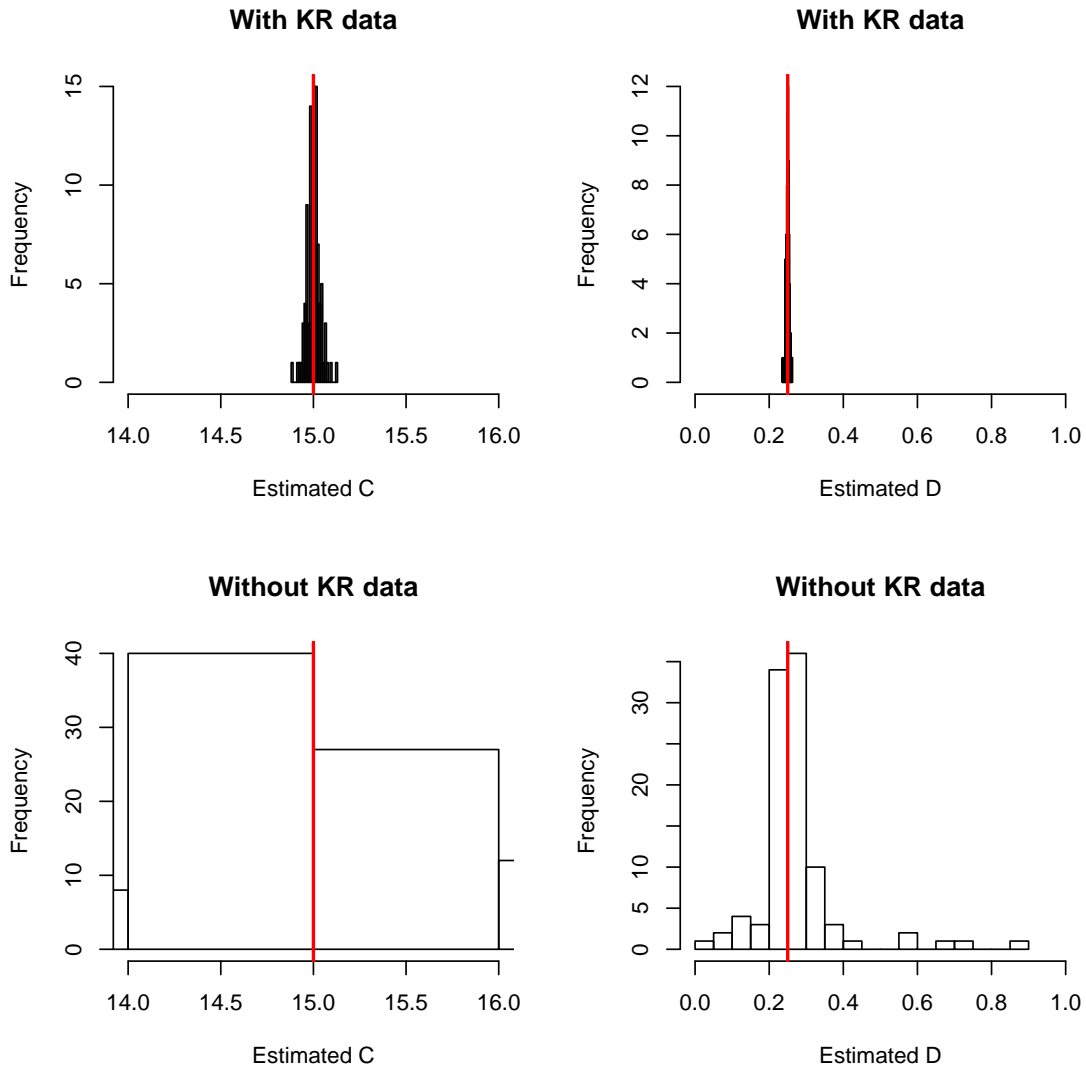 With KR data
Frequency
0
5
10
15
14.0 14.5 15.0 15.5 16.0
Estimated C
With KR data
Frequency
0
2
4
6
8
10
12
0.0 0.2 0.4 0.6 0.8 1.0
Estimated D
Without KR data
Frequency
0
10
20
30
40
14.0 14.5 15.0 15.5 16.0
Estimated C
Without KR data
Frequency
0
5
10
20
30
0.0 0.2 0.4 0.6 0.8 1.0
Estimated D